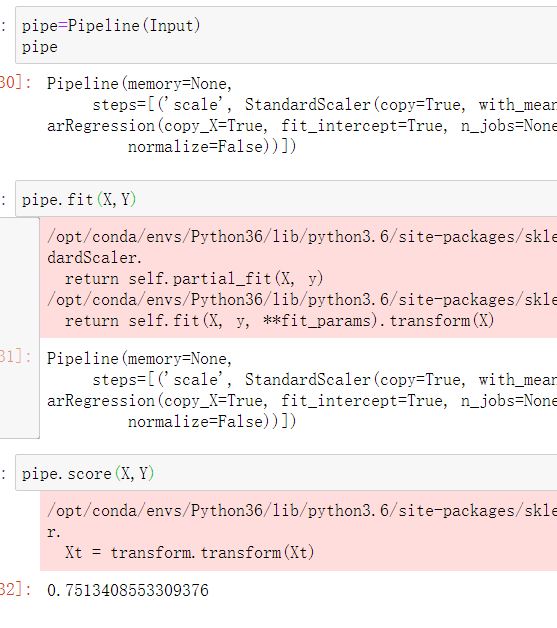 : pipe=Pipeline(Input)
pipe
30]: Pipeline(memory=None,
steps=[('scale', StandardScaler(copy=True, with_mean
arRegression(copy_X=True, fit_intercept=True, n_jobs=None
normalize=False))])
: pipe.fit(X,Y)
/opt/conda/envs/Python36/lib/python3.6/site-packages/skle
dardScaler.
return self.partial_fit(X, y)
/opt/conda/envs/Python36/lib/python3.6/site-packages/skle
return self.fit(X, y, **fit_params).transform(X)
31]: Pipeline(memory=None,
steps=[('scale', StandardScaler(copy=True, with_mean
arRegression(copy_X=True, fit_intercept=True, n_jobs=None
normalize=False))])
: pipe.score(X,Y)
/opt/conda/envs/Python36/lib/python3.6/site-packages/skle
r.
Xt = transform.transform(Xt)
32]: 0.7513408553309376